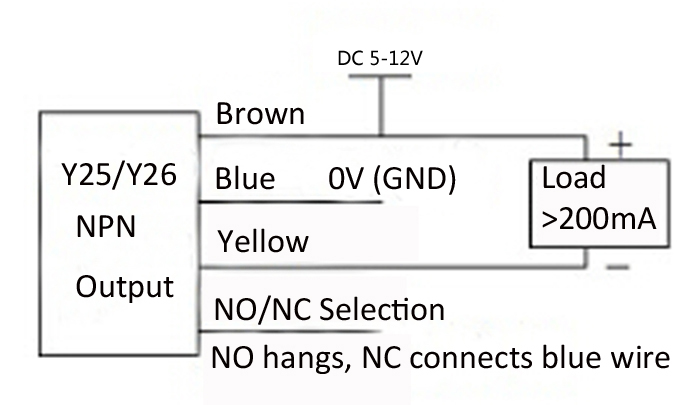 DC 5-12V
Brown
+
Y25/Y26
Blue 0V (GND)
Load
NPN
>200mA
Yellow
−
Output
NO/NC Selection
NO hangs, NC connects blue wire